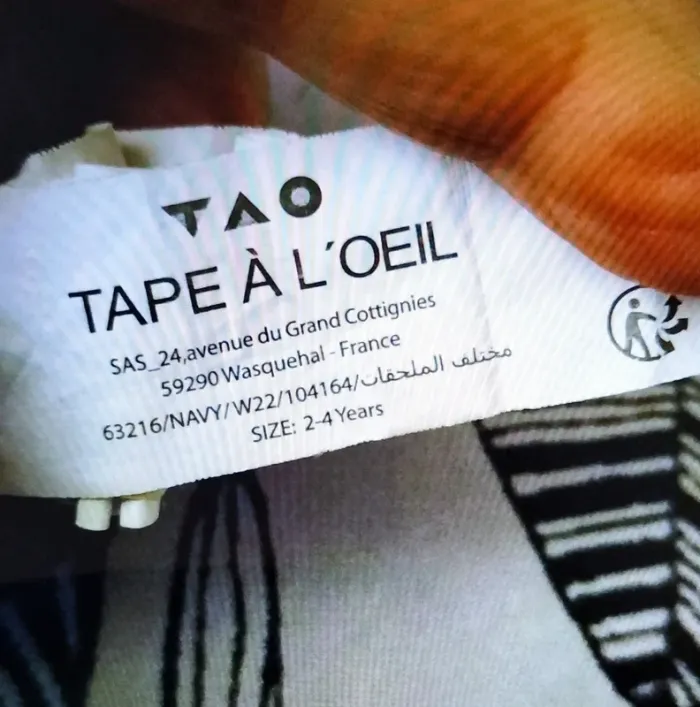 TAO
TAPE À L'OEIL
SAS_24,avenue du Grand Cottignies
59290 Wasquehal - France
63216/NAVY/W22/104164/مختلف الملحقات
SIZE: 2-4 Years